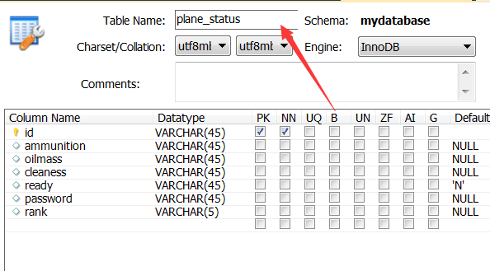 Table Name: plane_status Schema: mydatabase
Charset/Collation: utf8ml utf8ml Engine: InnoDB
Comments:
Column Name Datatype PK NN UQ B UN ZF AI G Default
id VARCHAR(45)
ammunition VARCHAR(45) NULL
oilmass VARCHAR(45) NULL
cleaness VARCHAR(45) NULL
ready VARCHAR(45) 'N'
password VARCHAR(45) NULL
rank VARCHAR(5) NULL